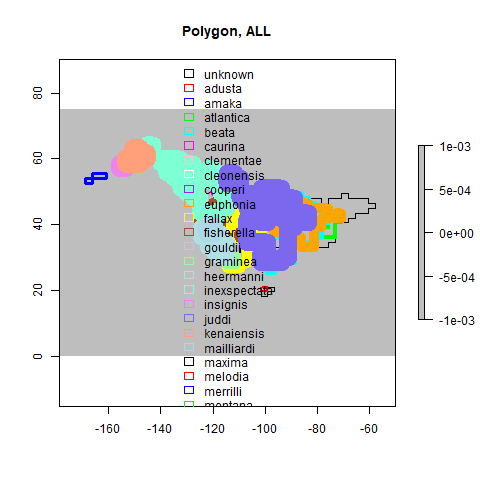 Polygon, ALL
80
60
40
20
0
-160
-140
-120
-100
-80
-60
unknown
adusta
amaka
atlantica
beata
caurina
clementae
cleonensis
cooperi
euphonia
fallax
fisherella
gouldii
graminea
heermanni
inexspectata
insignis
juddi
kenaiensis
mailliardi
maxima
melodia
merrilli
montana
1e-03
5e-04
0e+00
-5e-04
-1e-03